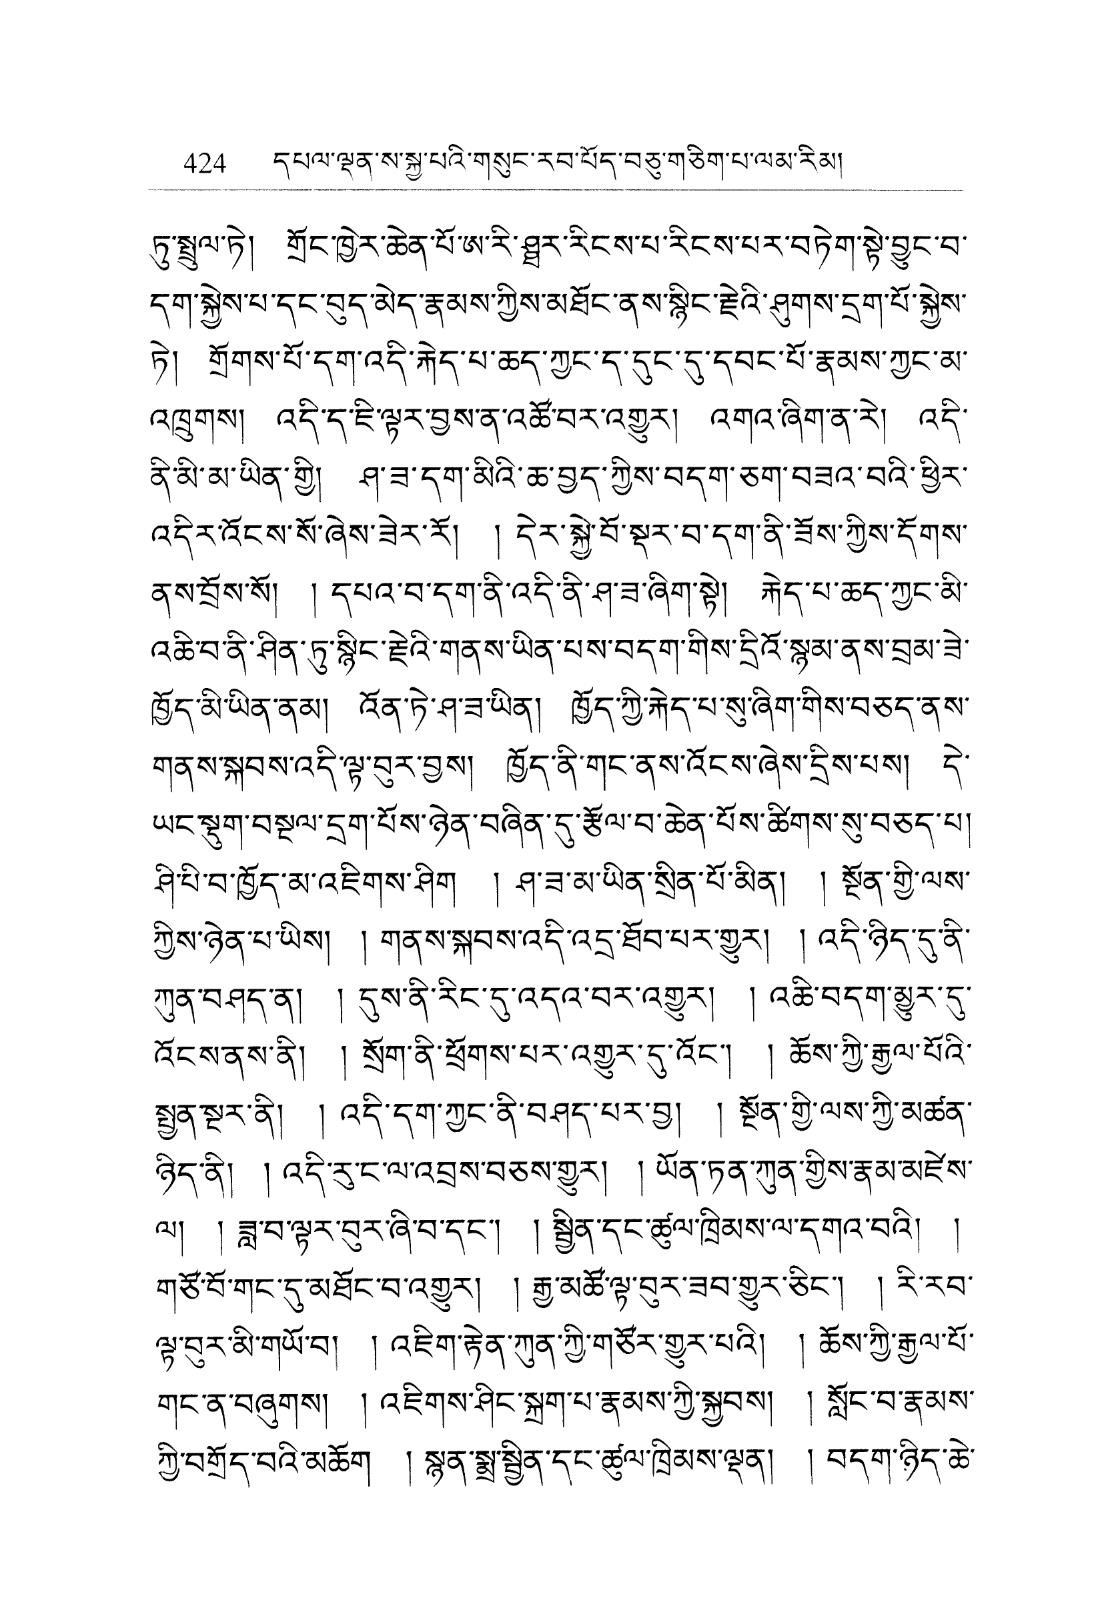 424 དཔལ་ལྡན་ས་སྐྱ་པའི་གསུང་རབ་པོད་བཅུ་གཅིག་པ་ལམ་རིམ།
ཏུ་སྤྲུལ་ཏེ། གྲོང་ཁྱེར་ཆེན་པོ་ཨ་རི་ཤྛར་རིངས་པ་རིངས་པར་བཏེག་སྟེ་བྱུང་བ་
དག་སྐྱེས་པ་དང་བུད་མེད་རྣམས་ཀྱིས་མཐོང་ནས་སྙིང་རྗེའི་ཤུགས་དྲག་པོ་སྐྱེས་
ཏེ། གྲོགས་པོ་དག་འདི་རྐེད་པ་ཆད་ཀྱང་ད་དུང་དུ་དབང་པོ་རྣམས་ཀྱང་མ་
འཁྲུགས། འདི་ད་ཇི་ལྟར་བྱས་ན་འཚོ་བར་འགྱུར། འགའ་ཞིག་ན་རེ། འདི་
ནི་མི་མ་ཡིན་གྱི། ཤ་ཟ་དག་མིའི་ཆ་བྱད་ཀྱིས་བདག་ཅག་བཟའ་བའི་ཕྱིར་
འདིར་འོངས་སོ་ཞེས་ཟེར་རོ། ། དེར་སྐྱེ་བོ་སྡར་བ་དག་ནི་ཟོས་ཀྱིས་དོགས་
ནས་བྲོས་སོ། ། དཔའ་བ་དག་ནི་འདི་ནི་ཤ་ཟ་ཞིག་སྟེ། རྐེད་པ་ཆད་ཀྱང་མི་
འཆི་བ་ནི་ཤིན་ཏུ་སྙིང་རྗེའི་གནས་ཡིན་པས་བདག་གིས་དྲིའོ་སྙམ་ནས་བྲམ་ཟེ་
ཁྱོད་མི་ཡིན་ནམ། འོན་ཏེ་ཤ་ཟ་ཡིན། ཁྱོད་ཀྱི་རྐེད་པ་སུ་ཞིག་གིས་བཅད་ནས་
གནས་སྐབས་འདི་ལྟ་བུར་བྱས། ཁྱོད་ནི་གང་ནས་འོངས་ཞེས་དྲིས་པས། དེ་
ཡང་སྡུག་བསྔལ་དྲག་པོས་ཉེན་བཞིན་དུ་རྩོལ་བ་ཆེན་པོས་ཚིགས་སུ་བཅད་པ།
ཤི་པི་བ་ཁྱོད་མ་འཇིགས་ཤིག ། ཤ་ཟ་མ་ཡིན་སྲིན་པོ་མིན། ། སྔོན་གྱི་ལས་
ཀྱིས་ཉེན་པ་ཡིས། ། གནས་སྐབས་འདི་འདྲ་ཐོབ་པར་གྱུར། ། འདི་ཉིད་དུ་ནི་
ཀུན་བཤད་ན། ། དུས་ནི་རིང་དུ་འདའ་བར་འགྱུར། ། འཆི་བདག་མྱུར་དུ་
འོངས་ནས་ནི། ། སྲོག་ནི་ཕྲོགས་པར་འགྱུར་དུ་འོང་། ། ཆོས་ཀྱི་རྒྱལ་པོའི་
སྤྱན་སྔར་ནི། ། འདི་དག་ཀྱང་ནི་བཤད་པར་བྱ། ། སྔོན་གྱི་ལས་ཀྱི་མཚན་
ཉིད་ནི། ། འདི་རུ་ང་ལ་འབྲས་བཅས་གྱུར། ། ཡོན་ཏན་ཀུན་གྱིས་རྣམ་མཛེས་
ལ། ། ཟླ་བ་ལྟར་བུར་ཞི་བ་དང་། ། སྦྱིན་དང་ཚུལ་ཁྲིམས་ལ་དགའ་བའི། །
གཙོ་བོ་གང་དུ་མཐོང་བ་འགྱུར། ། རྒྱ་མཚོ་ལྟ་བུར་ཟབ་གྱུར་ཅིང་། ། རི་རབ་
ལྟ་བུར་མི་གཡོ་བ། ། འཇིག་རྟེན་ཀུན་ཀྱི་གཙོར་གྱུར་པའི། ། ཆོས་ཀྱི་རྒྱལ་པོ་
གང་ན་བཞུགས། ། འཇིགས་ཤིང་སྐྲག་པ་རྣམས་ཀྱི་སྐྱབས། ། སློང་བ་རྣམས་
ཀྱི་བགྲོད་བའི་མཆོག ། སྙན་སྨྲ་སྦྱིན་དང་ཚུལ་ཁྲིམས་ལྡན། ། བདག་ཉིད་ཆེ་